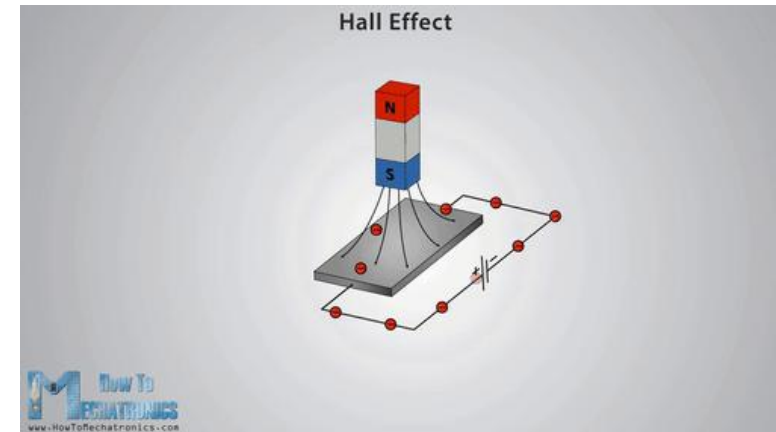 Hall Effect
N
S
+ -
How To
MECHATRONICS
www.HowToMechatronics.com